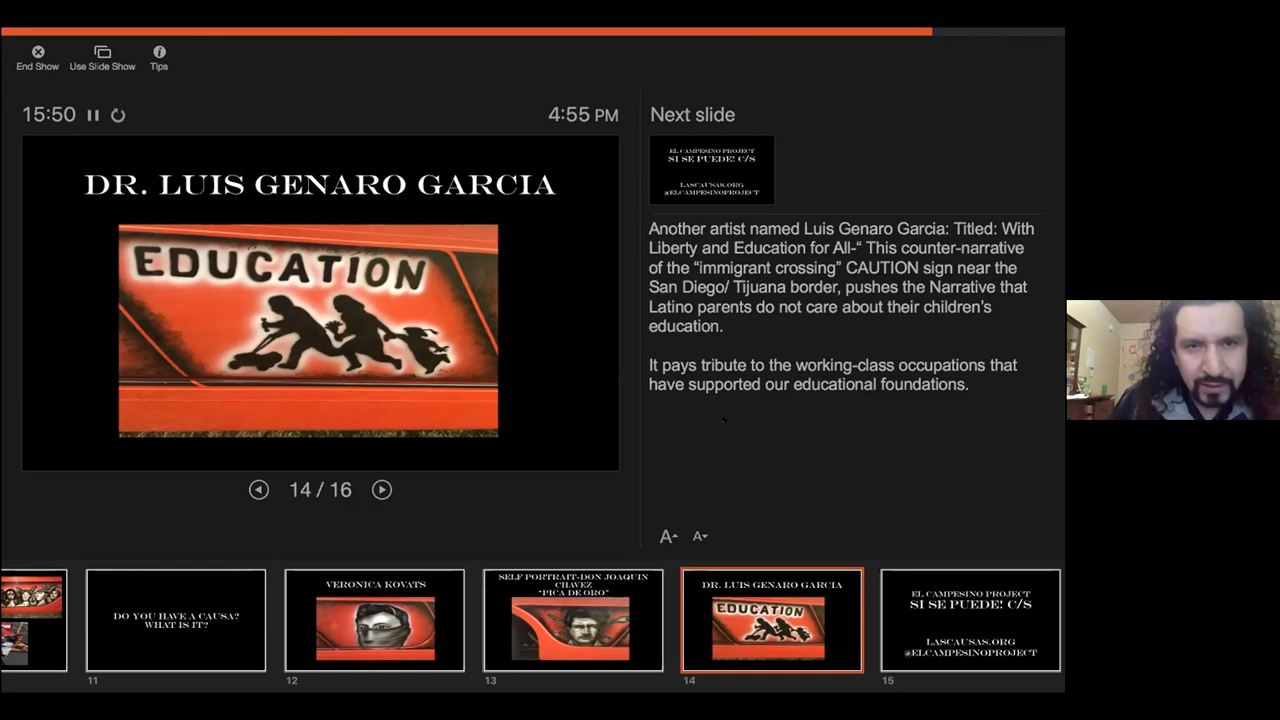 End Show
Use Slide Show
Tips
15:50
4:55 PM
DR. LUIS GENARO GARCIA
EDUCATION
14 / 16
Next slide
EL CAMPESINO PROJECT
SI SE PUEDE! C/S
LASCAUSAS.ORG
@ELCAMPESINOPROJECT
Another artist named Luis Genaro Garcia: Titled: With
Liberty and Education for All-“ This counter-narrative
of the “immigrant crossing” CAUTION sign near the
San Diego/ Tijuana border, pushes the Narrative that
Latino parents do not care about their children’s
education.
It pays tribute to the working-class occupations that
have supported our educational foundations.
A
A
DO YOU HAVE A CAUSA?
WHAT IS IT?
11
VERONICA KOVATS
12
SELF PORTRAIT-DON JOAQUIN
CHAVEZ
"PICA DE ORO"
13
DR. LUIS GENARO GARCIA
EDUCATION
14
EL CAMPESINO PROJECT
SI SE PUEDE! C/S
LASCAUSAS.ORG
@ELCAMPESINOPROJECT
15